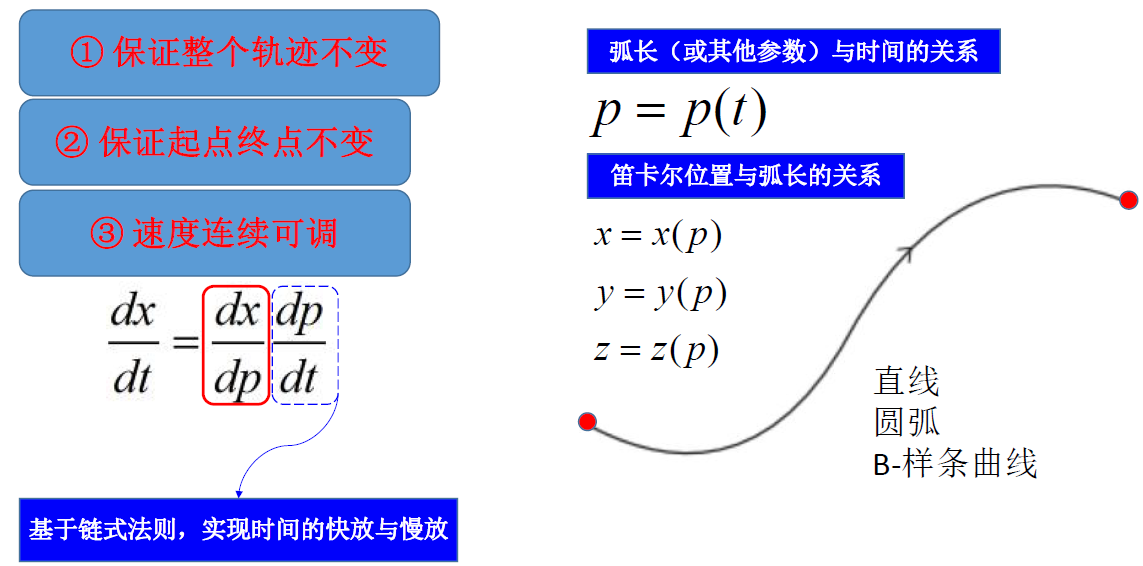 ① 保证整个轨迹不变
② 保证起点终点不变
③ 速度连续可调
dx/dt = dx/dp dp/dt
基于链式法则，实现时间的快放与慢放
弧长（或其他参数）与时间的关系
p = p(t)
笛卡尔位置与弧长的关系
x = x(p)
y = y(p)
z = z(p)
直线
圆弧
B-样条曲线